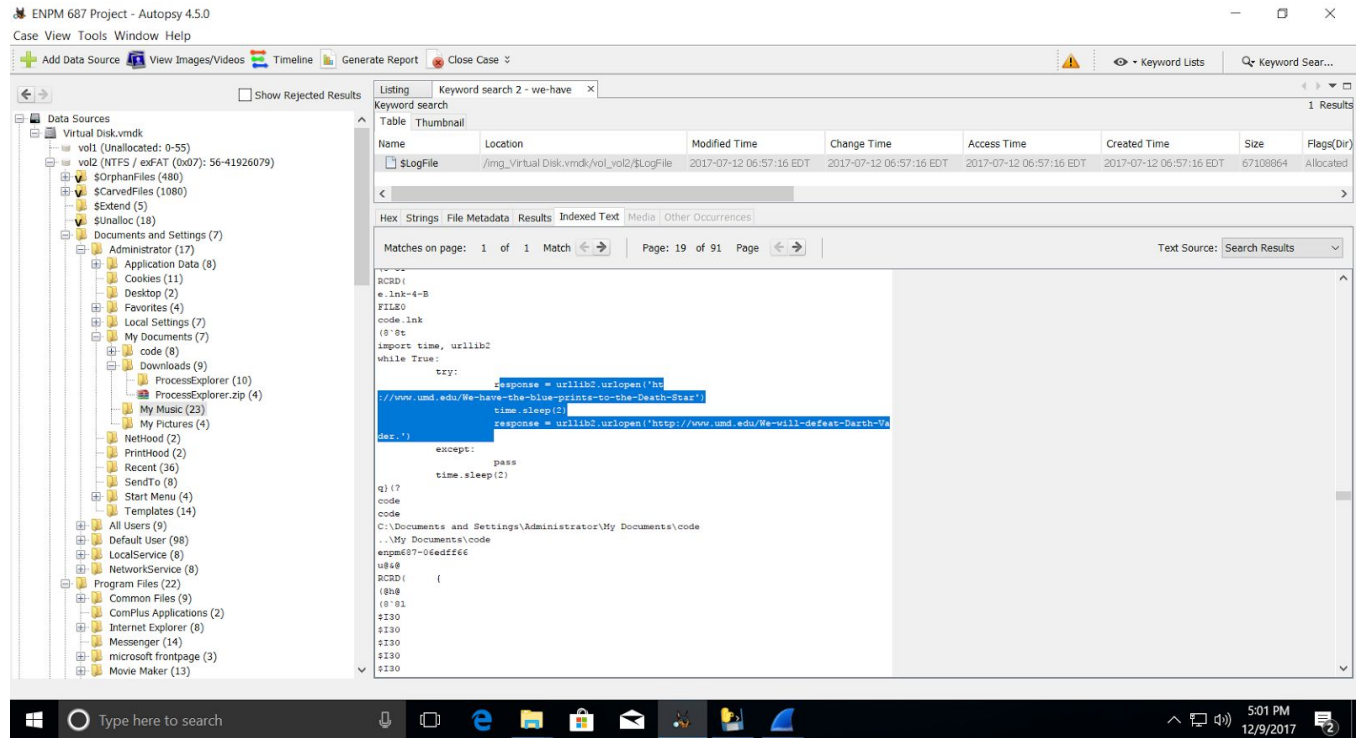 ENPM 687 Project - Autopsy 4.5.0
Case View Tools Window Help
Add Data Source View Images/Videos Timeline Generate Report Close Case Keyword Lists Keyword Sear...
Show Rejected Results
Data Sources
Virtual Disk.vmdk
vol1 (Unallocated: 0-55)
vol2 (NTFS / exFAT (0x07): 56-41926079)
$OrphanFiles (480)
$CarvedFiles (1080)
$Extend (5)
$Unalloc (18)
Documents and Settings (7)
Administrator (17)
Application Data (8)
Cookies (11)
Desktop (2)
Favorites (4)
Local Settings (7)
My Documents (7)
code (8)
Downloads (9)
ProcessExplorer (10)
ProcessExplorer.zip (4)
My Music (23)
My Pictures (4)
NetHood (2)
PrintHood (2)
Recent (36)
SendTo (8)
Start Menu (4)
Templates (14)
All Users (9)
Default User (98)
LocalService (8)
NetworkService (8)
Program Files (22)
Common Files (9)
ComPlus Applications (2)
Internet Explorer (8)
Messenger (14)
microsoft frontpage (3)
Movie Maker (13)
Listing Keyword search 2 - we-have
Keyword search 1 Results
Table Thumbnail
Name Location Modified Time Change Time Access Time Created Time Size Flags(Dir)
$LogFile /img_Virtual Disk.vmdk/vol_vol2/$LogFile 2017-07-12 06:57:16 EDT 2017-07-12 06:57:16 EDT 2017-07-12 06:57:16 EDT 2017-07-12 06:57:16 EDT 67108864 Allocated
Hex Strings File Metadata Results Indexed Text Media Other Occurrences
Matches on page: 1 of 1 Match Page: 19 of 91 Page Text Source: Search Results
RCRD(
e.lnk-4-B
FILE0
code.lnk
(8`8t
import time, urllib2
while True:
try:
response = urllib2.urlopen('ht
://www.umd.edu/We-have-the-blue-prints-to-the-Death-Star')
time.sleep(2)
response = urllib2.urlopen('http://www.umd.edu/We-will-defeat-Darth-Va
der.')
except:
pass
time.sleep(2)
q}(?
code
code
C:\Documents and Settings\Administrator\My Documents\code
..\My Documents\code
enpm687-06edff66
u@&@
RCRD( {
(@h@
(8`8l
$I30
$I30
$I30
$I30
$I30
Type here to search
5:01 PM
12/9/2017
2